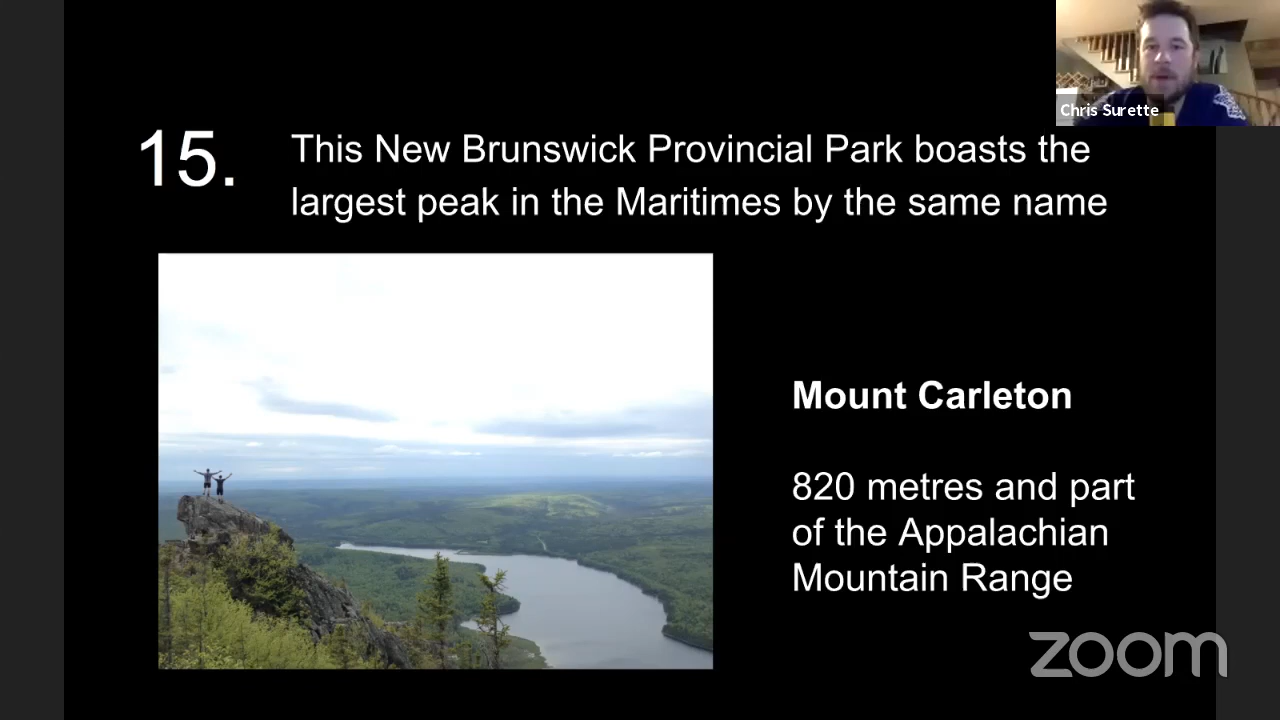 Chris Surette
15. This New Brunswick Provincial Park boasts the
largest peak in the Maritimes by the same name
Mount Carleton
820 metres and part
of the Appalachian
Mountain Range
zoom